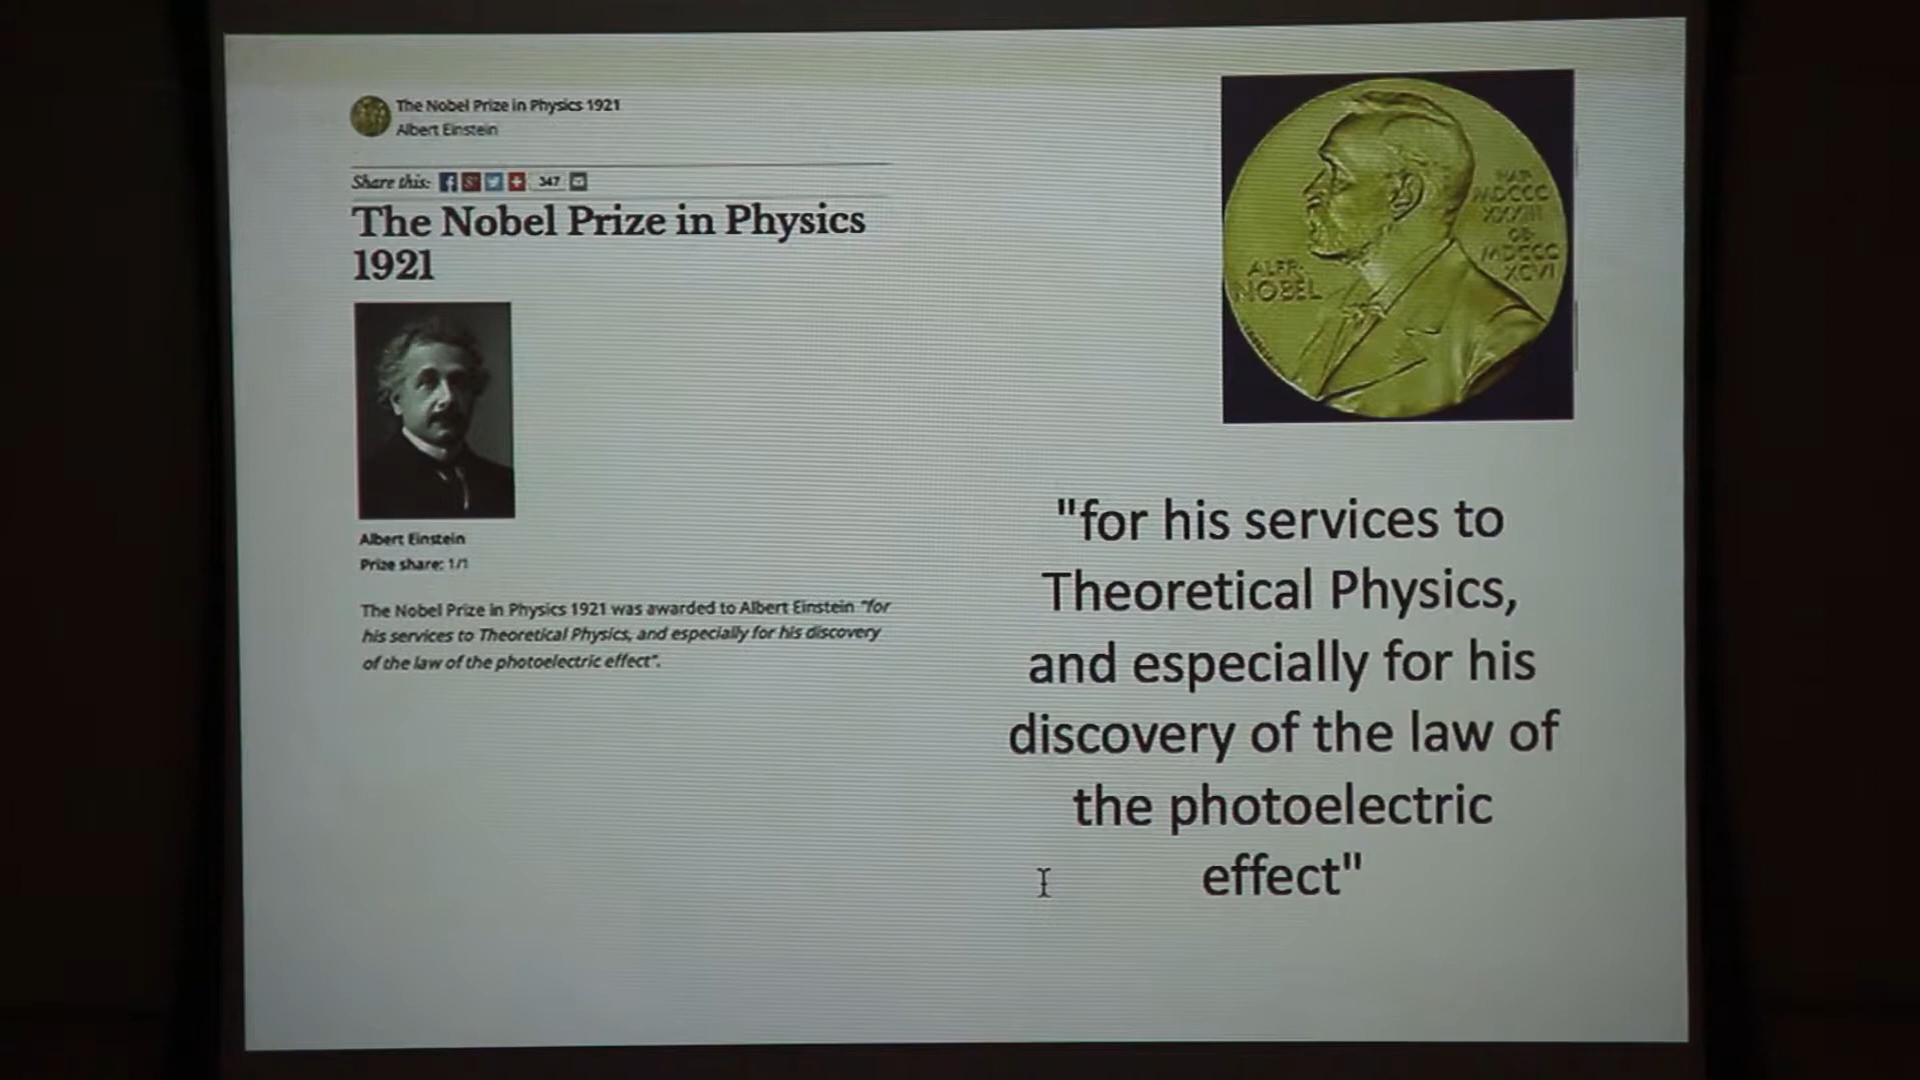 The Nobel Prize in Physics 1921
Albert Einstein
Share this:
347
The Nobel Prize in Physics
1921
Albert Einstein
Prize share: 1/1
The Nobel Prize in Physics 1921 was awarded to Albert Einstein "for
his services to Theoretical Physics, and especially for his discovery
of the law of the photoelectric effect".
ALFR.
NOBEL
NAT.
MDCCC
XXXIII
OB.
MDCCC
XCVI
"for his services to
Theoretical Physics,
and especially for his
discovery of the law of
the photoelectric
effect"